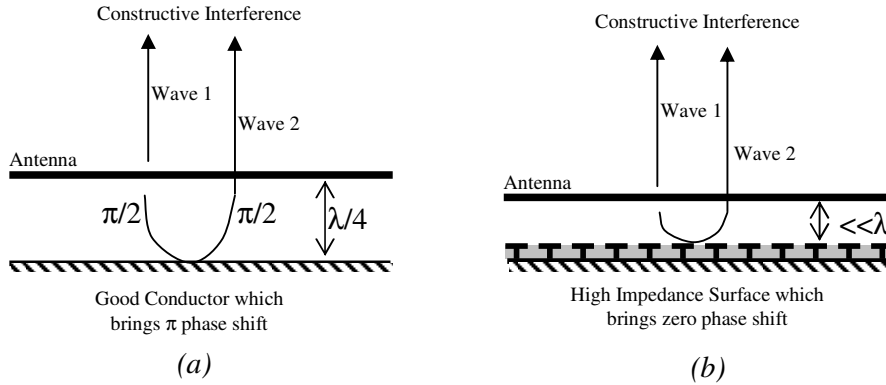 Constructive Interference
Wave 1
Wave 2
Antenna
π/2
π/2
λ/4
Good Conductor which
brings π phase shift
(a)
Constructive Interference
Wave 1
Wave 2
Antenna
<<λ
High Impedance Surface which
brings zero phase shift
(b)